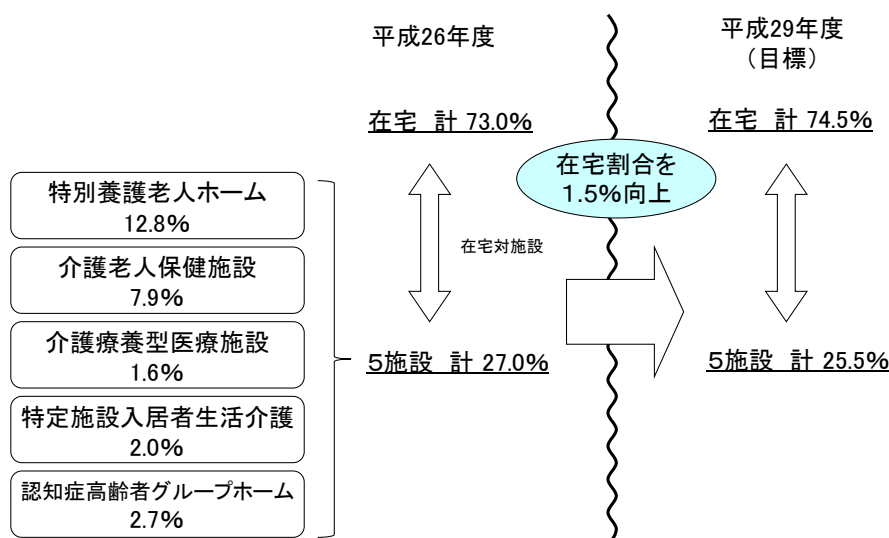 平成26年度
平成29年度
（目標）
在宅 計 73.0%
在宅 計 74.5%
在宅割合を
1.5%向上
特別養護老人ホーム
12.8%
介護老人保健施設
7.9%
介護療養型医療施設
1.6%
特定施設入居者生活介護
2.0%
認知症高齢者グループホーム
2.7%
在宅対施設
5施設 計 27.0%
5施設 計 25.5%